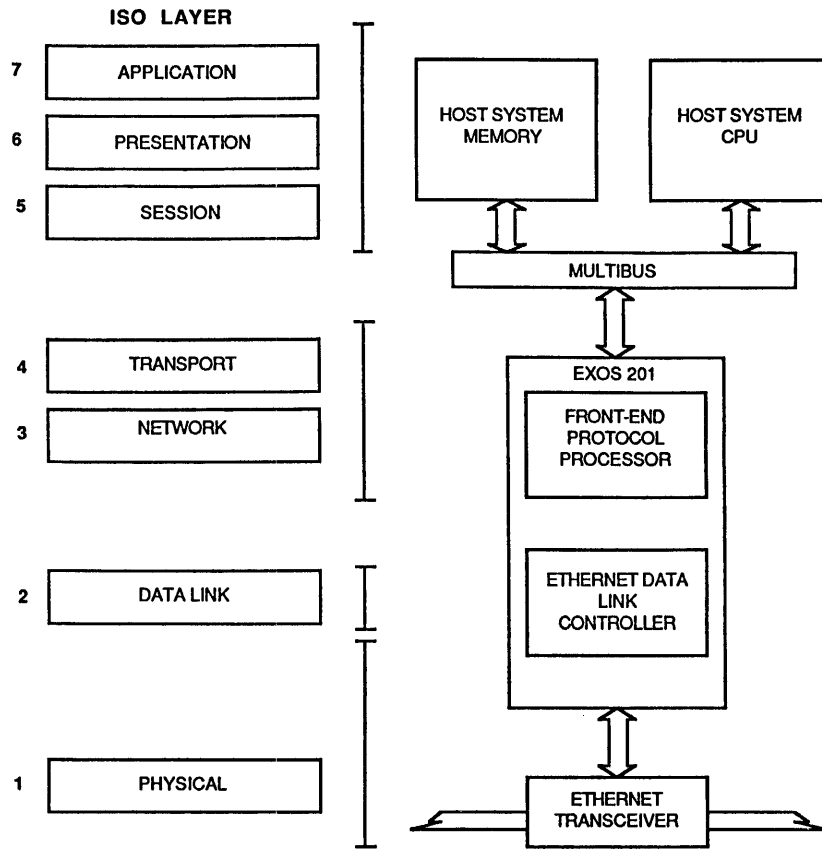 ISO LAYER
7
APPLICATION
6
PRESENTATION
5
SESSION
4
TRANSPORT
3
NETWORK
2
DATA LINK
1
PHYSICAL
HOST SYSTEM
MEMORY
HOST SYSTEM
CPU
MULTIBUS
EXOS 201
FRONT-END
PROTOCOL
PROCESSOR
ETHERNET DATA
LINK
CONTROLLER
ETHERNET
TRANSCEIVER